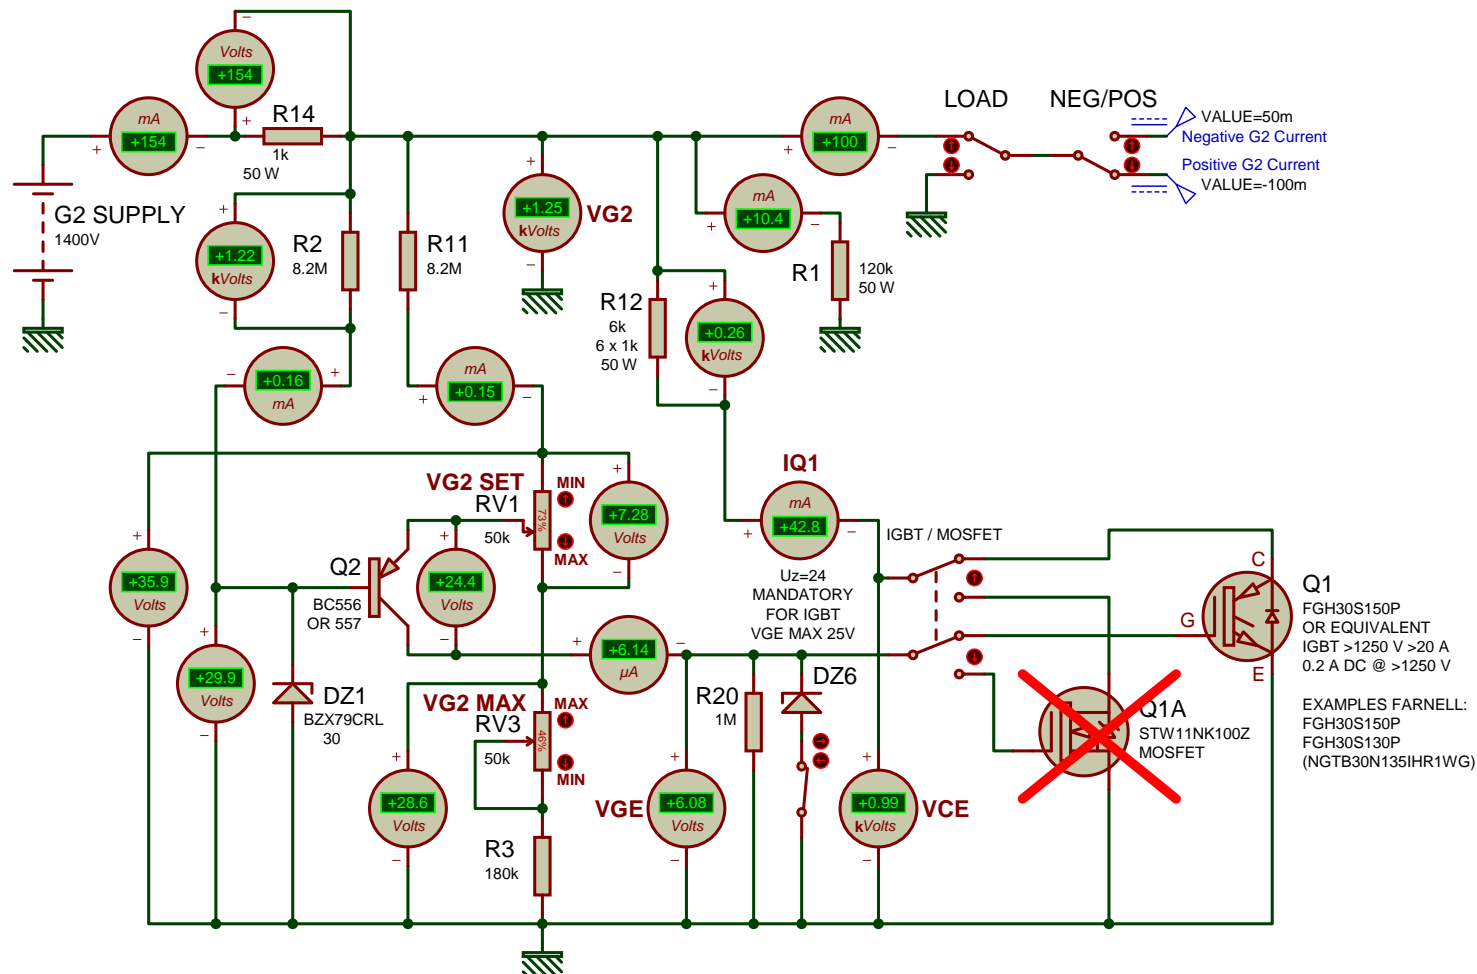 Volts
+154
+
−
mA
+154
+
−
R14
1k
50 W
G2 SUPPLY
1400V
+1.22
kVolts
+
−
R2
8.2M
R11
8.2M
+1.25
kVolts
+
−
VG2
mA
+100
+
−
LOAD
NEG/POS
VALUE=50m
Negative G2 Current
Positive G2 Current
VALUE=-100m
mA
+10.4
+
−
R1
120k
50 W
R12
6k
6 x 1k
50 W
+0.26
kVolts
+
−
+0.16
mA
−
+
mA
+0.15
+
−
VG2 SET
RV1
50k
73%
MIN
MAX
+7.28
Volts
+
−
IQ1
mA
+42.8
+
−
IGBT / MOSFET
+35.9
Volts
+
−
Q2
BC556
OR 557
+24.4
Volts
+
−
Uz=24
MANDATORY
FOR IGBT
VGE MAX 25V
C
G
E
Q1
FGH30S150P
OR EQUIVALENT
IGBT >1250 V >20 A
0.2 A DC @ >1250 V
EXAMPLES FARNELL:
FGH30S150P
FGH30S130P
(NGTB30N135IHR1WG)
+29.9
Volts
+
−
DZ1
BZX79CRL
30
+6.14
µA
+
−
VG2 MAX
RV3
50k
46%
MAX
MIN
R20
1M
DZ6
Q1A
STW11NK100Z
MOSFET
+28.6
Volts
+
−
R3
180k
VGE
+6.08
Volts
+
−
+0.99
kVolts
+
−
VCE